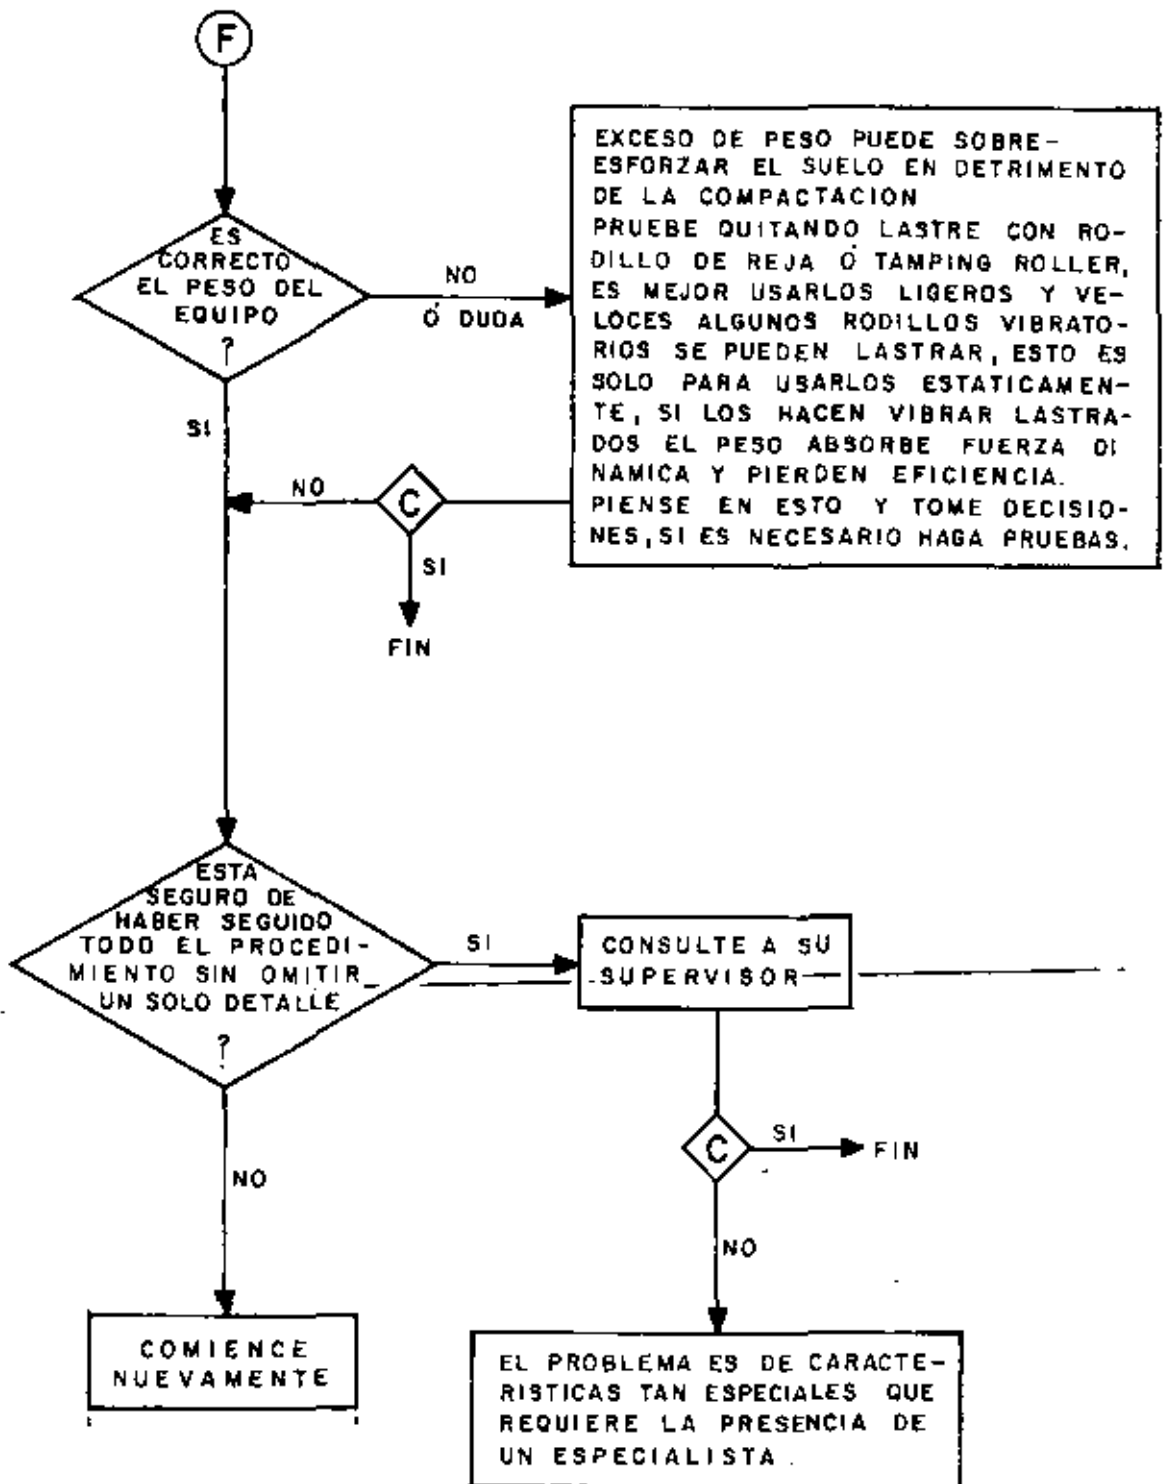 F
ES
CORRECTO
EL PESO DEL
EQUIPO
?
NO
Ó DUDA
EXCESO DE PESO PUEDE SOBRE-
ESFORZAR EL SUELO EN DETRIMENTO
DE LA COMPACTACION
PRUEBE QUITANDO LASTRE CON RO-
DILLO DE REJA Ó TAMPING ROLLER,
ES MEJOR USARLOS LIGEROS Y VE-
LOCES ALGUNOS RODILLOS VIBRATO-
RIOS SE PUEDEN LASTRAR, ESTO ES
SOLO PARA USARLOS ESTATICAMEN-
TE, SI LOS HACEN VIBRAR LASTRA-
DOS EL PESO ABSORBE FUERZA DI
NAMICA Y PIERDEN EFICIENCIA.
PIENSE EN ESTO Y TOME DECISIO-
NES, SI ES NECESARIO HAGA PRUEBAS.
SI
NO
C
SI
FIN
ESTA
SEGURO DE
HABER SEGUIDO
TODO EL PROCEDI-
MIENTO SIN OMITIR
UN SOLO DETALLE
?
SI
CONSULTE A SU
SUPERVISOR
C
SI
FIN
NO
NO
COMIENCE
NUEVAMENTE
EL PROBLEMA ES DE CARACTE-
RISTICAS TAN ESPECIALES QUE
REQUIERE LA PRESENCIA DE
UN ESPECIALISTA.